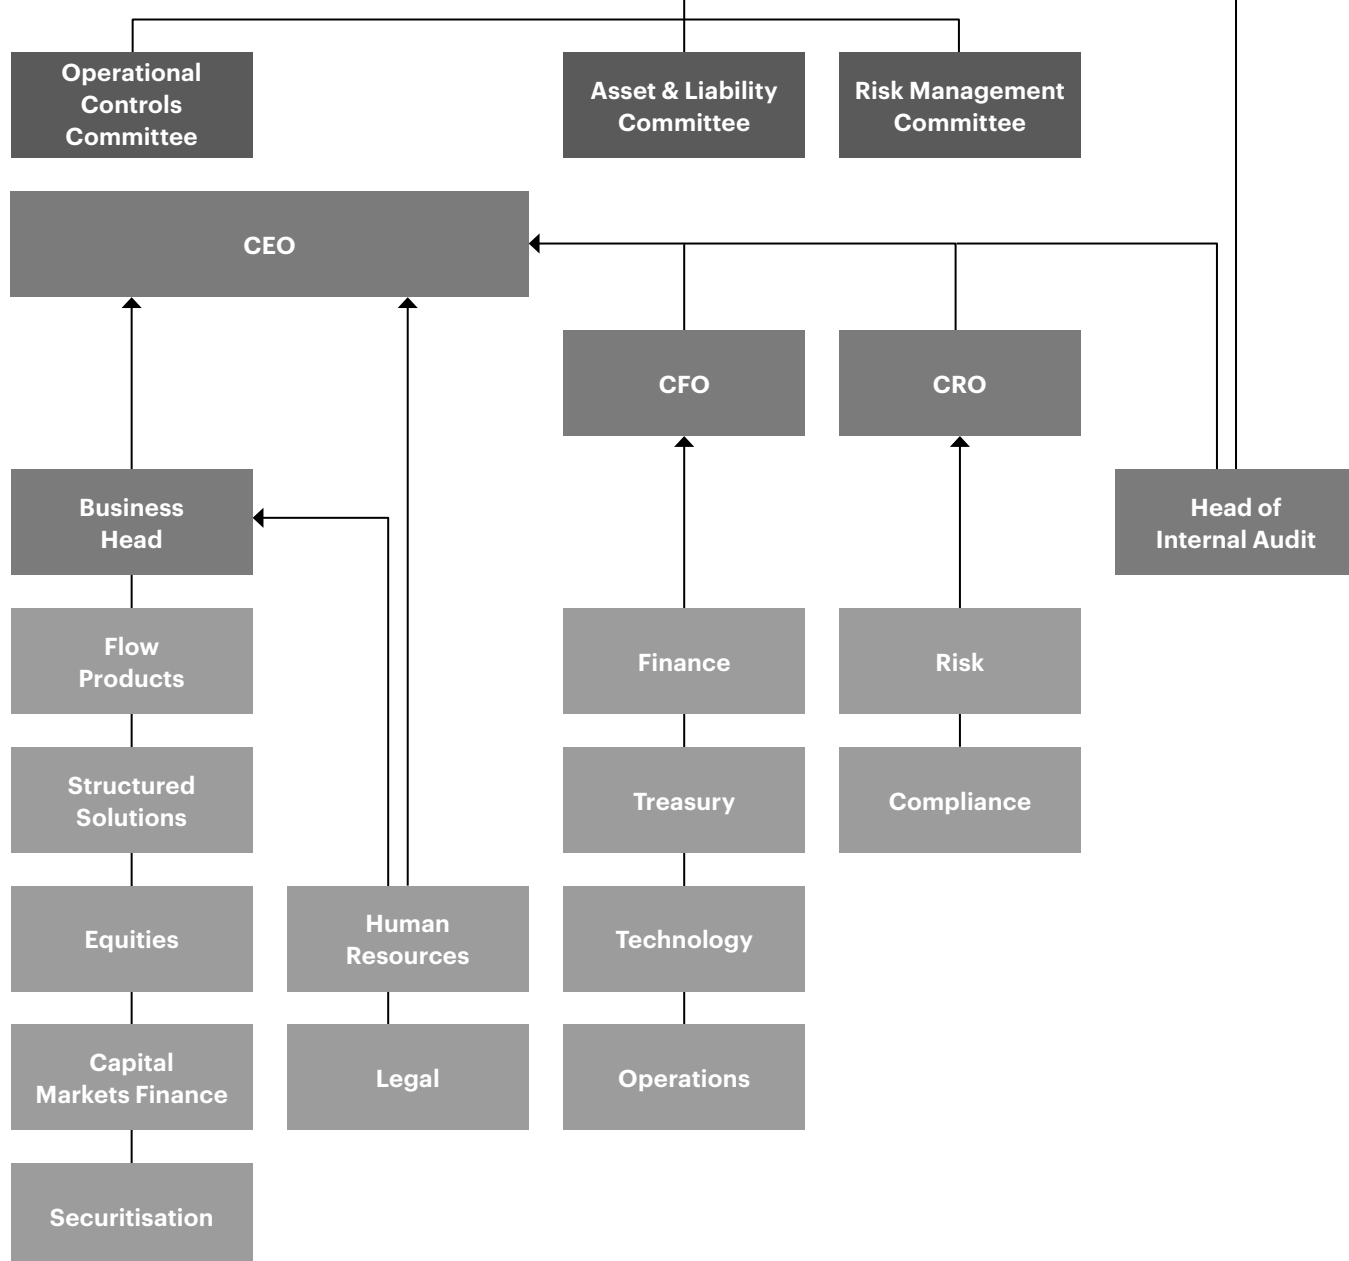 Operational
Controls
Committee
Asset & Liability
Committee
Risk Management
Committee
CEO
CFO
CRO
Business
Head
Head of
Internal Audit
Flow
Products
Finance
Risk
Structured
Solutions
Treasury
Compliance
Equities
Human
Resources
Technology
Capital
Markets Finance
Legal
Operations
Securitisation